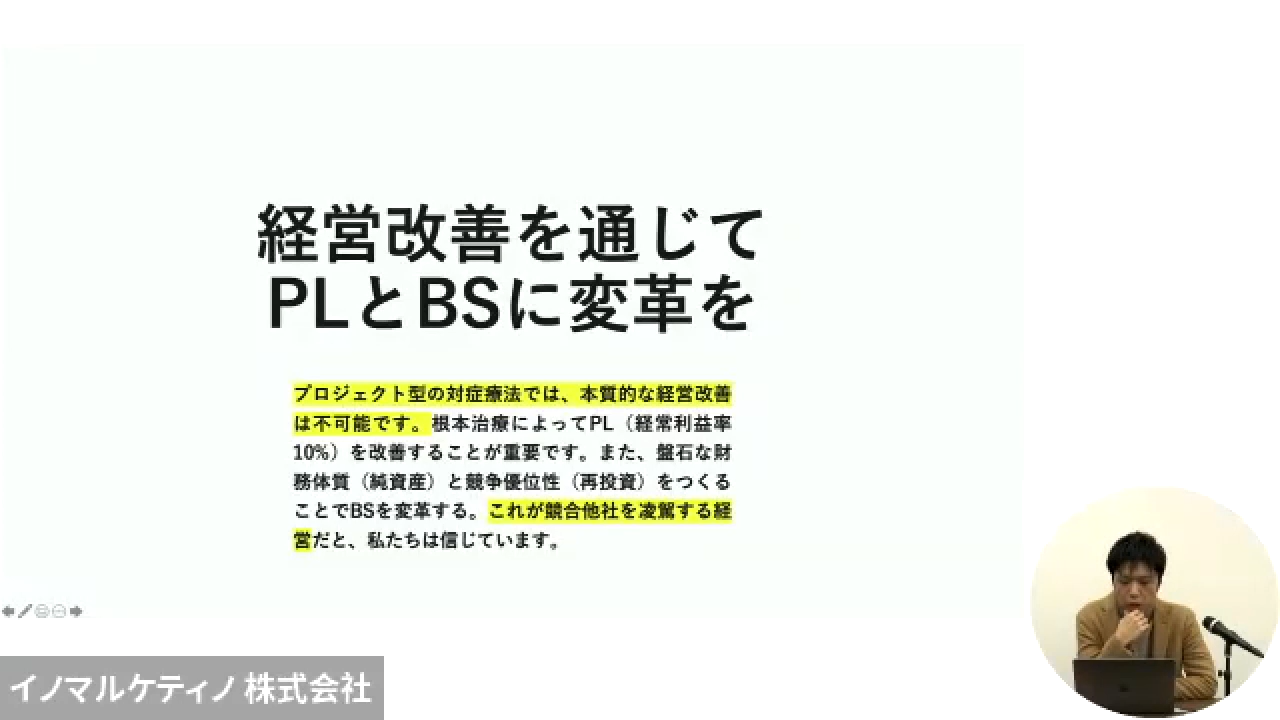 経営改善を通じて
PLとBSに変革を
プロジェクト型の対症療法では、本質的な経営改善
は不可能です。根本治療によってPL（経常利益率
10%）を改善することが重要です。また、盤石な財
務体質（純資産）と競争優位性（再投資）をつくる
ことでBSを変革する。これが競合他社を凌駕する経
営だと、私たちは信じています。
イノマルケティノ 株式会社